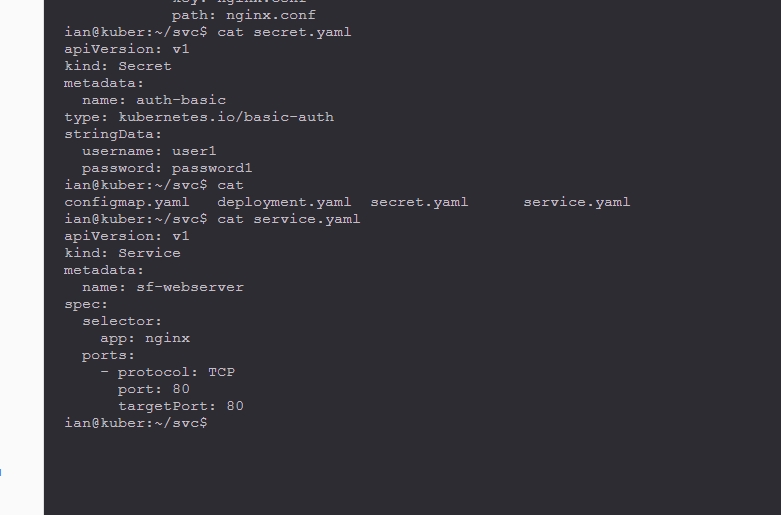 path: nginx.conf
ian@kuber:~/svc$ cat secret.yaml
apiVersion: v1
kind: Secret
metadata:
  name: auth-basic
type: kubernetes.io/basic-auth
stringData:
  username: user1
  password: password1
ian@kuber:~/svc$ cat
configmap.yaml   deployment.yaml  secret.yaml      service.yaml
ian@kuber:~/svc$ cat service.yaml
apiVersion: v1
kind: Service
metadata:
  name: sf-webserver
spec:
  selector:
    app: nginx
  ports:
    - protocol: TCP
      port: 80
      targetPort: 80
ian@kuber:~/svc$